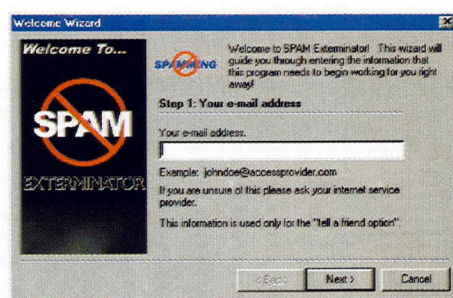 Welcome Wizard
Welcome To...
SPAM
EXTERMINATOR
SPAMMING
Welcome to SPAM Exterminator! This wizard will
guide you through entering the information that
this program needs to begin working for you right
away!
Step 1: Your e-mail address
Your e-mail address.
Example: johndoe@accessprovider.com
If you are unsure of this please ask your internet service
provider.
This information is used only for the "tell a friend option".
< Back
Next >
Cancel